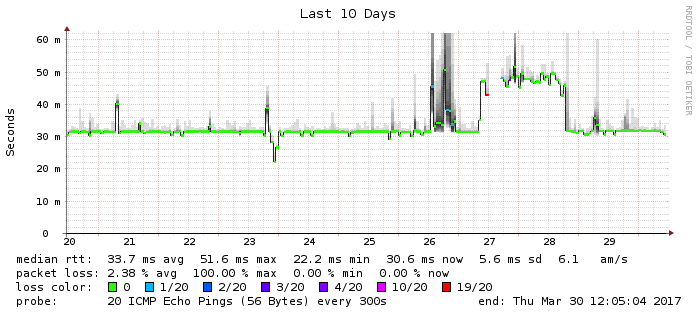 Last 10 Days
RRDTOOL / TOBI OETIKER
Seconds
60 m
50 m
40 m
30 m
20 m
10 m
0
20 21 22 23 24 25 26 27 28 29
median rtt: 33.7 ms avg 51.6 ms max 22.2 ms min 30.6 ms now 5.6 ms sd 6.1 am/s
packet loss: 2.38 % avg 100.00 % max 0.00 % min 0.00 % now
loss color: 0 1/20 2/20 3/20 4/20 10/20 19/20
probe: 20 ICMP Echo Pings (56 Bytes) every 300s end: Thu Mar 30 12:05:04 2017